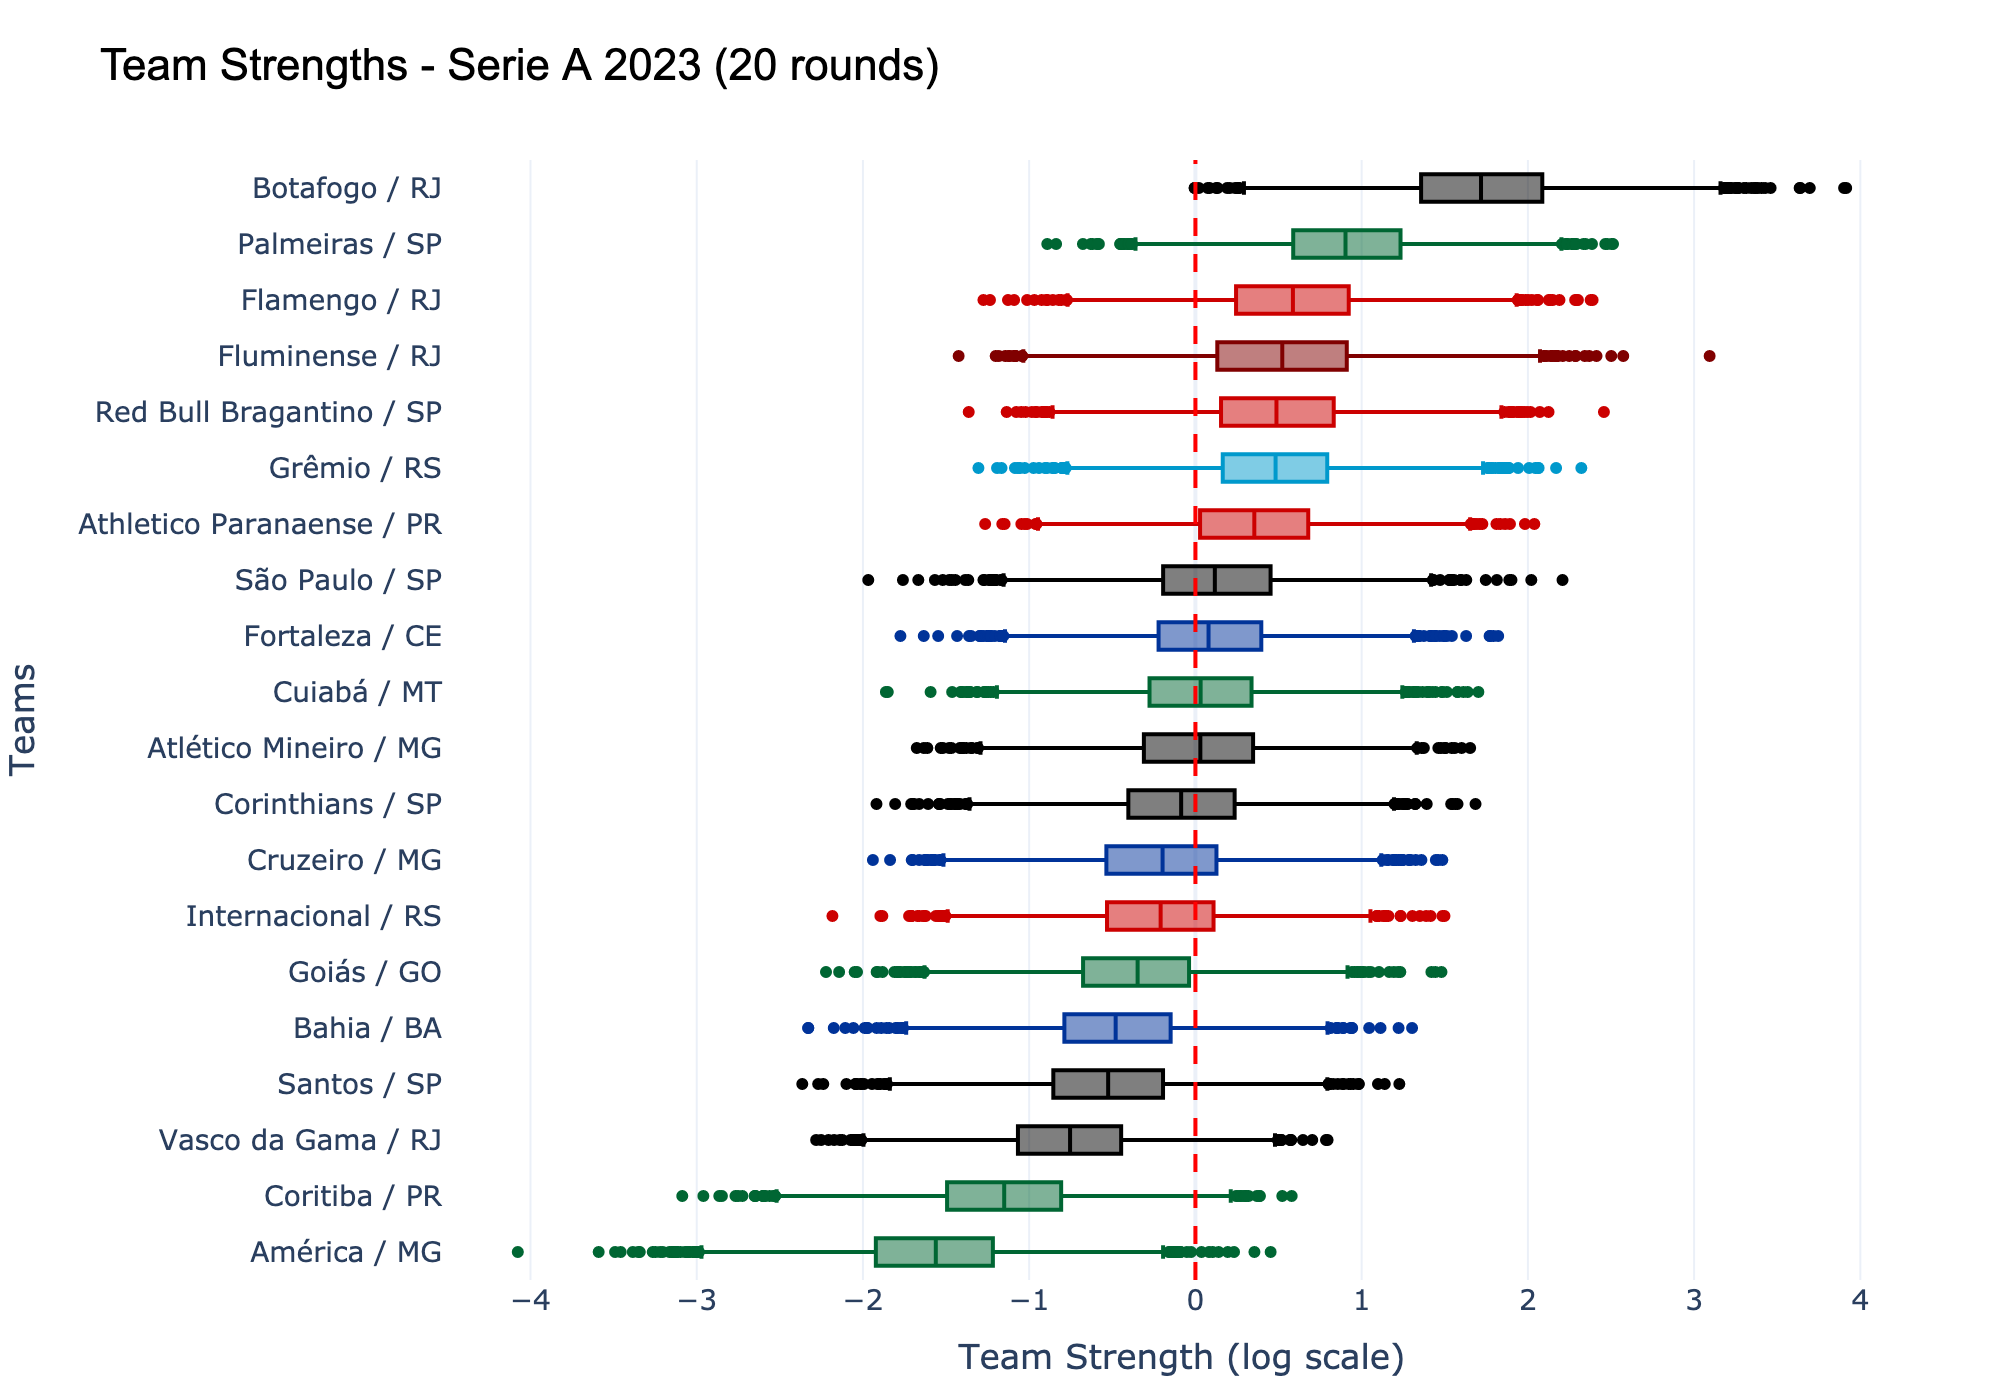 Team Strengths - Serie A 2023 (20 rounds)
Teams
Botafogo / RJ
Palmeiras / SP
Flamengo / RJ
Fluminense / RJ
Red Bull Bragantino / SP
Grêmio / RS
Athletico Paranaense / PR
São Paulo / SP
Fortaleza / CE
Cuiabá / MT
Atlético Mineiro / MG
Corinthians / SP
Cruzeiro / MG
Internacional / RS
Goiás / GO
Bahia / BA
Santos / SP
Vasco da Gama / RJ
Coritiba / PR
América / MG
−4 −3 −2 −1 0 1 2 3 4
Team Strength (log scale)